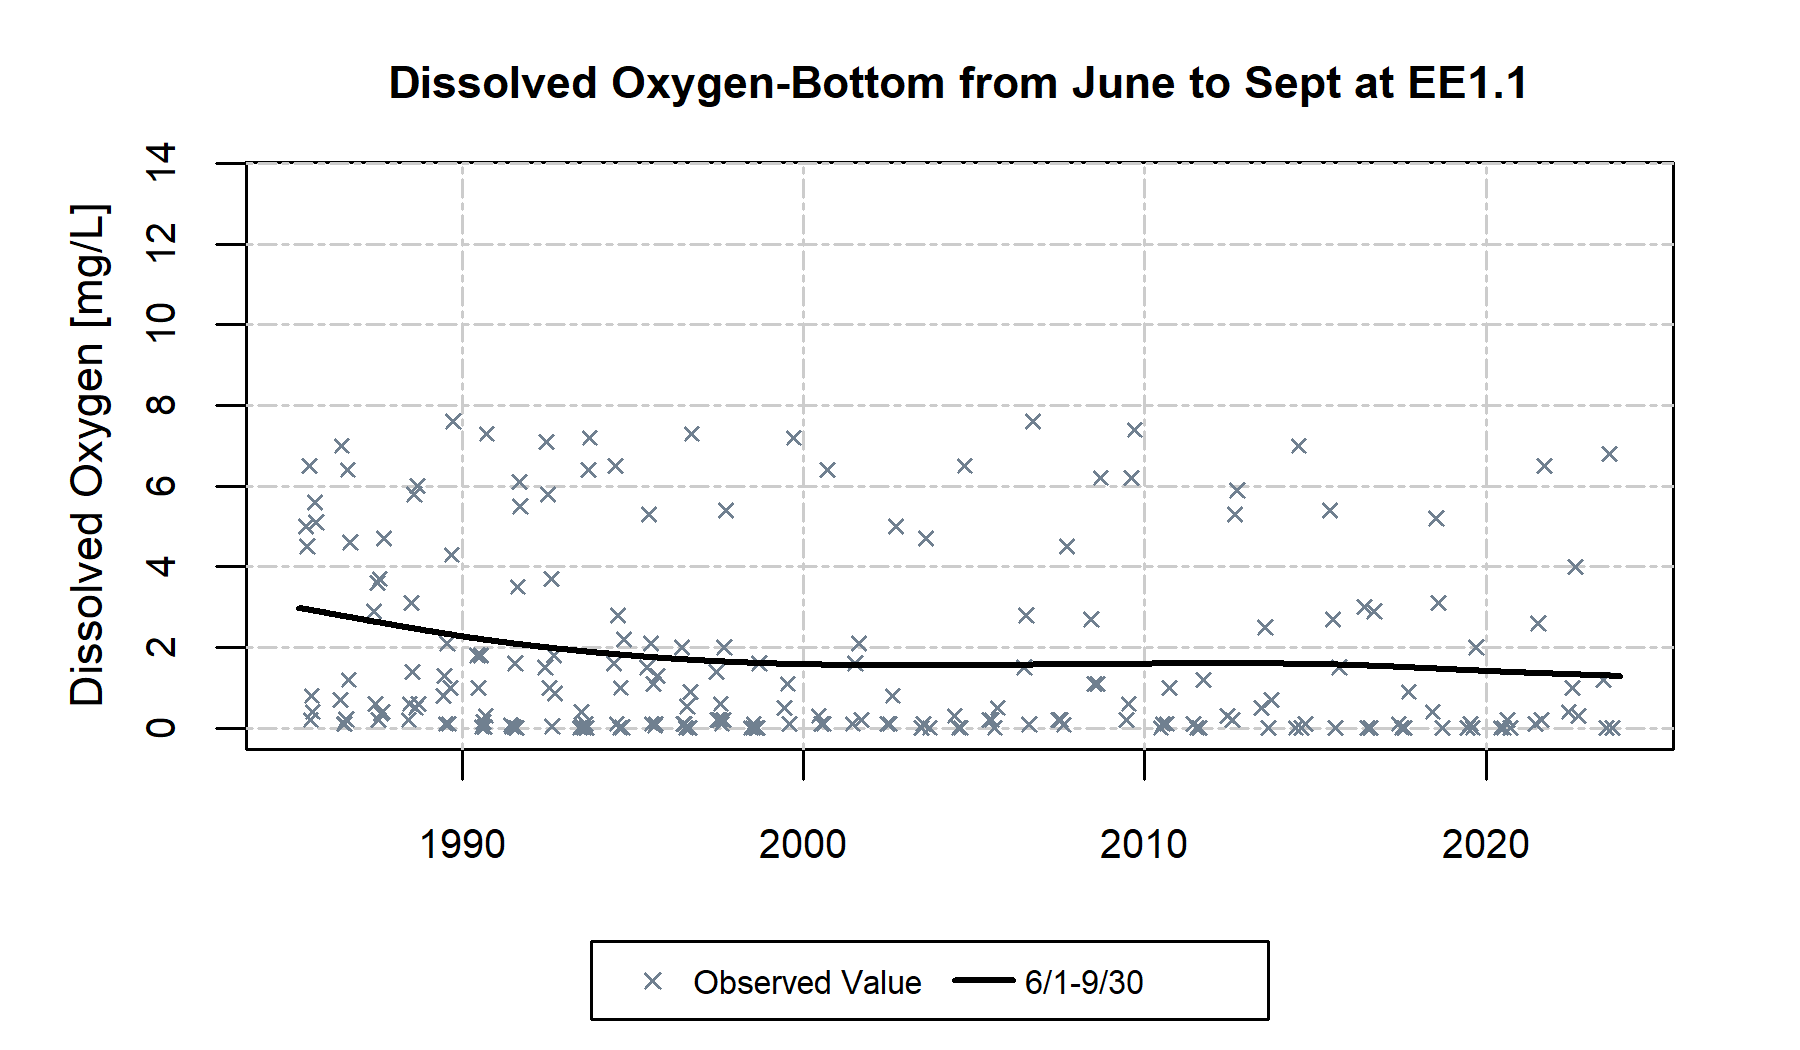 Dissolved Oxygen-Bottom from June to Sept at EE1.1
Dissolved Oxygen [mg/L]
14
12
10
8
6
4
2
0
1990 2000 2010 2020
Observed Value 6/1-9/30